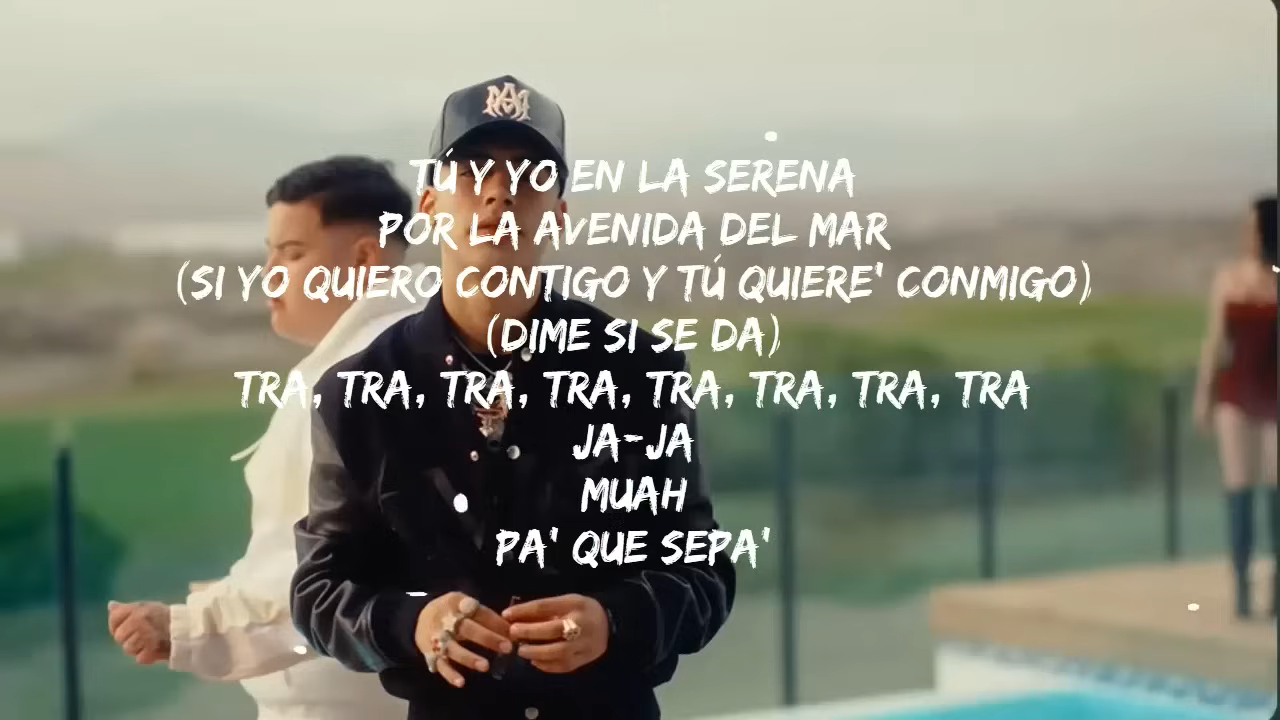 TÚ Y YO EN LA SERENA
POR LA AVENIDA DEL MAR
(SI YO QUIERO CONTIGO Y TÚ QUIERE' CONMIGO)
(DIME SI SE DA)
TRA, TRA, TRA, TRA, TRA, TRA, TRA, TRA
JA-JA
MUAH
PA' QUE SEPA'